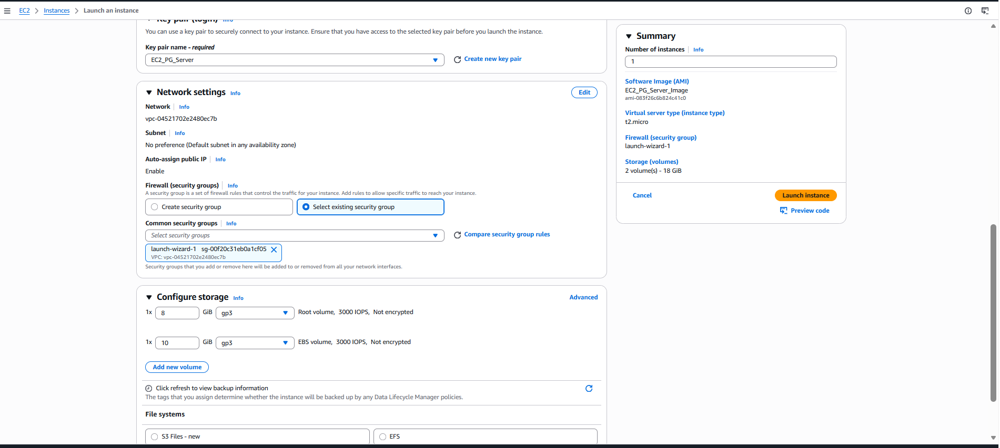 EC2 > Instances > Launch an instance
Key pair (login) Info
You can use a key pair to securely connect to your instance. Ensure that you have access to the selected key pair before you launch the instance.
Key pair name - required
EC2_PG_Server
Create new key pair
Network settings Info
Edit
Network Info
vpc-04521702e2480ec7b
Subnet Info
No preference (Default subnet in any availability zone)
Auto-assign public IP Info
Enable
Firewall (security groups) Info
A security group is a set of firewall rules that control the traffic for your instance. Add rules to allow specific traffic to reach your instance.
Create security group
Select existing security group
Common security groups Info
Select security groups
Compare security group rules
launch-wizard-1 sg-00f20c31eb0a1cf05
VPC: vpc-04521702e2480ec7b
Security groups that you add or remove here will be added to or removed from all your network interfaces.
Configure storage Info
Advanced
1x 8 GiB gp3 Root volume, 3000 IOPS, Not encrypted
1x 10 GiB gp3 EBS volume, 3000 IOPS, Not encrypted
Add new volume
Click refresh to view backup information
The tags that you assign determine whether the instance will be backed up by any Data Lifecycle Manager policies.
File systems
S3 Files - new
EFS
Summary
Number of instances Info
1
Software Image (AMI)
EC2_PG_Server_Image
ami-083f26c6b824c41c0
Virtual server type (instance type)
t2.micro
Firewall (security group)
launch-wizard-1
Storage (volumes)
2 volume(s) - 18 GiB
Cancel
Launch instance
Preview code